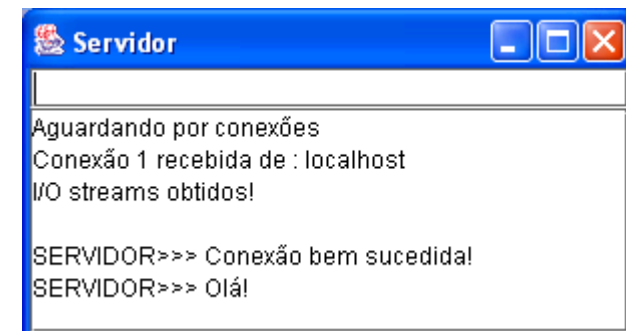 Servidor
Aguardando por conexões
Conexão 1 recebida de : localhost
I/O streams obtidos!
SERVIDOR>>> Conexão bem sucedida!
SERVIDOR>>> Olá!